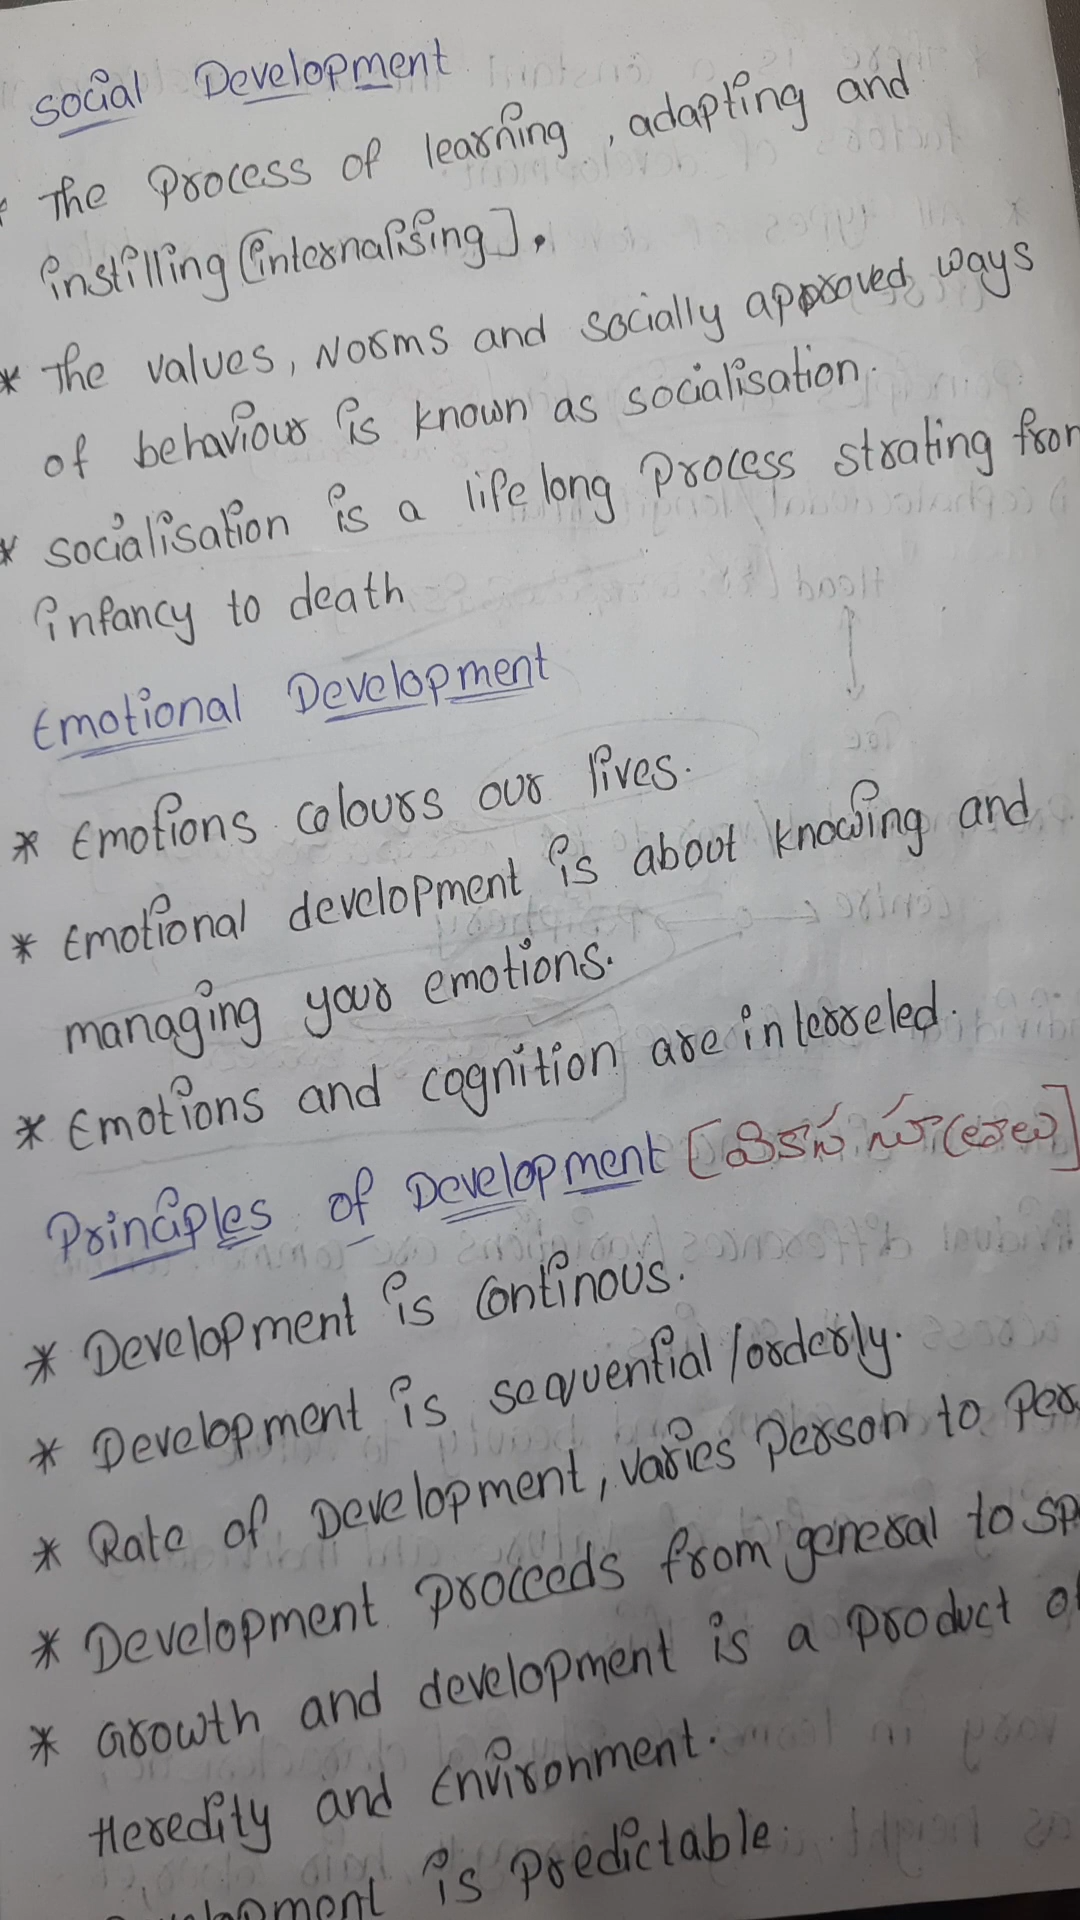 Social Development
* The Process of learning, adapting and
instilling [internalising].
* The values, Norms and socially approved ways
of behaviour is known as socialisation.
* Socialisation is a life long process strating from
infancy to death
Emotional Development
* Emotions colours our lives.
* Emotional development is about knowing and
managing your emotions.
* Emotions and cognition are interreled.
Principles of Development [వికాస సూత్రాలు]
* Development is Continous.
* Development is sequential /orderly.
* Rate of Development, varies Person to Per
* Development Proceeds from general to sp
* Growth and development is a product of
Heredity and Environment.
Development is Predictable.